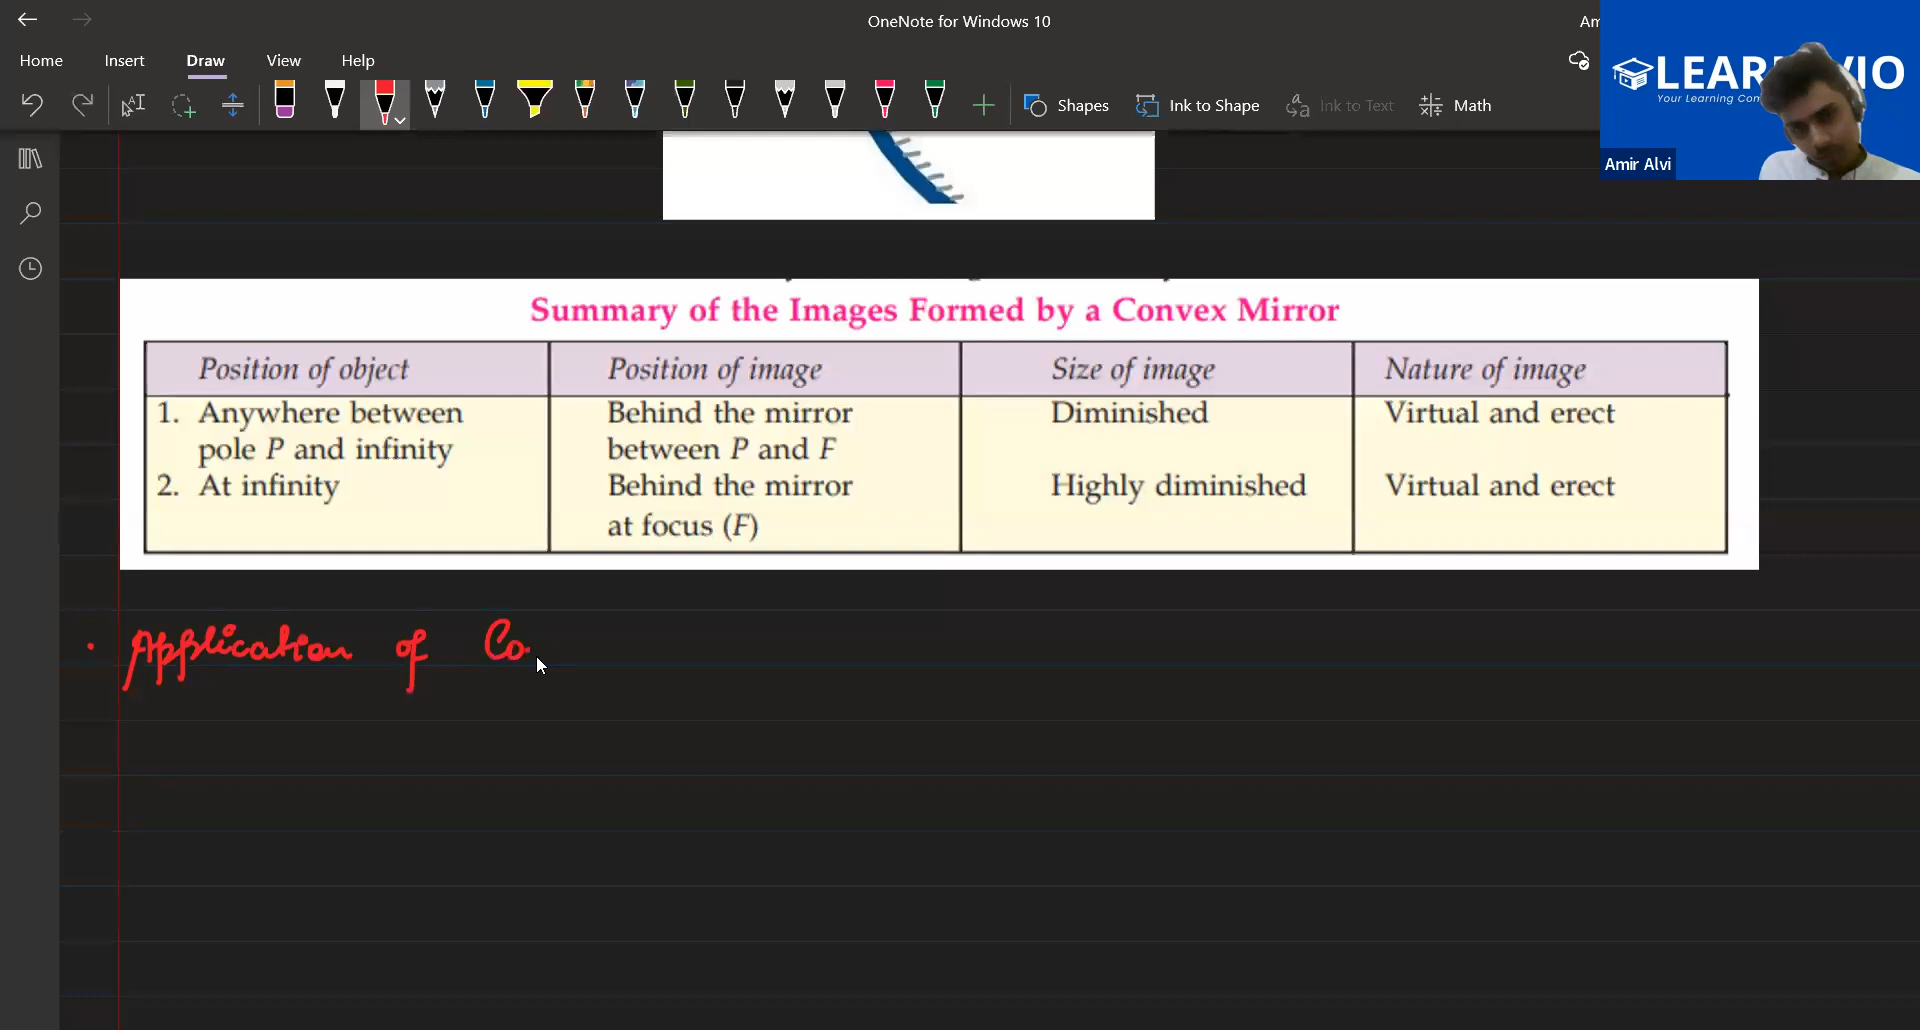 OneNote for Windows 10
Am
Home Insert Draw View Help
Shapes Ink to Shape Ink to Text Math
LEAR VIO
Your Learning Com
Amir Alvi
Summary of the Images Formed by a Convex Mirror
Position of object Position of image Size of image Nature of image
1. Anywhere between Behind the mirror Diminished Virtual and erect
pole P and infinity between P and F
2. At infinity Behind the mirror Highly diminished Virtual and erect
at focus (F)
· Application of Co